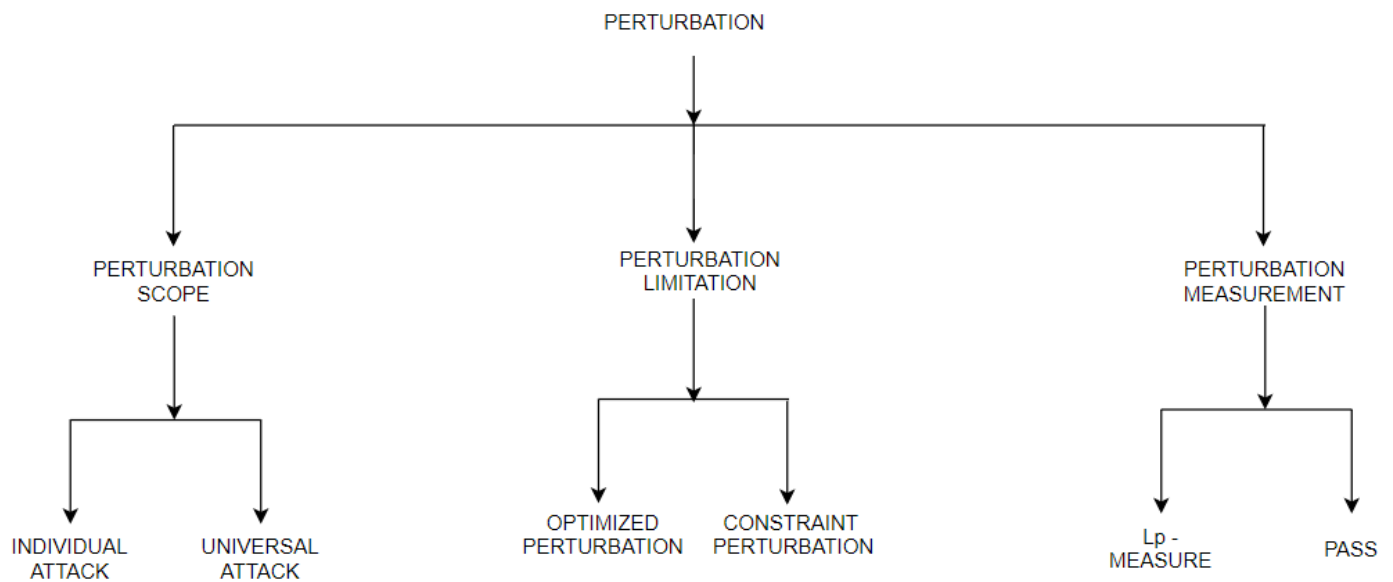 PERTURBATION
PERTURBATION
SCOPE
PERTURBATION
LIMITATION
PERTURBATION
MEASUREMENT
INDIVIDUAL
ATTACK
UNIVERSAL
ATTACK
OPTIMIZED
PERTURBATION
CONSTRAINT
PERTURBATION
Lp -
MEASURE
PASS